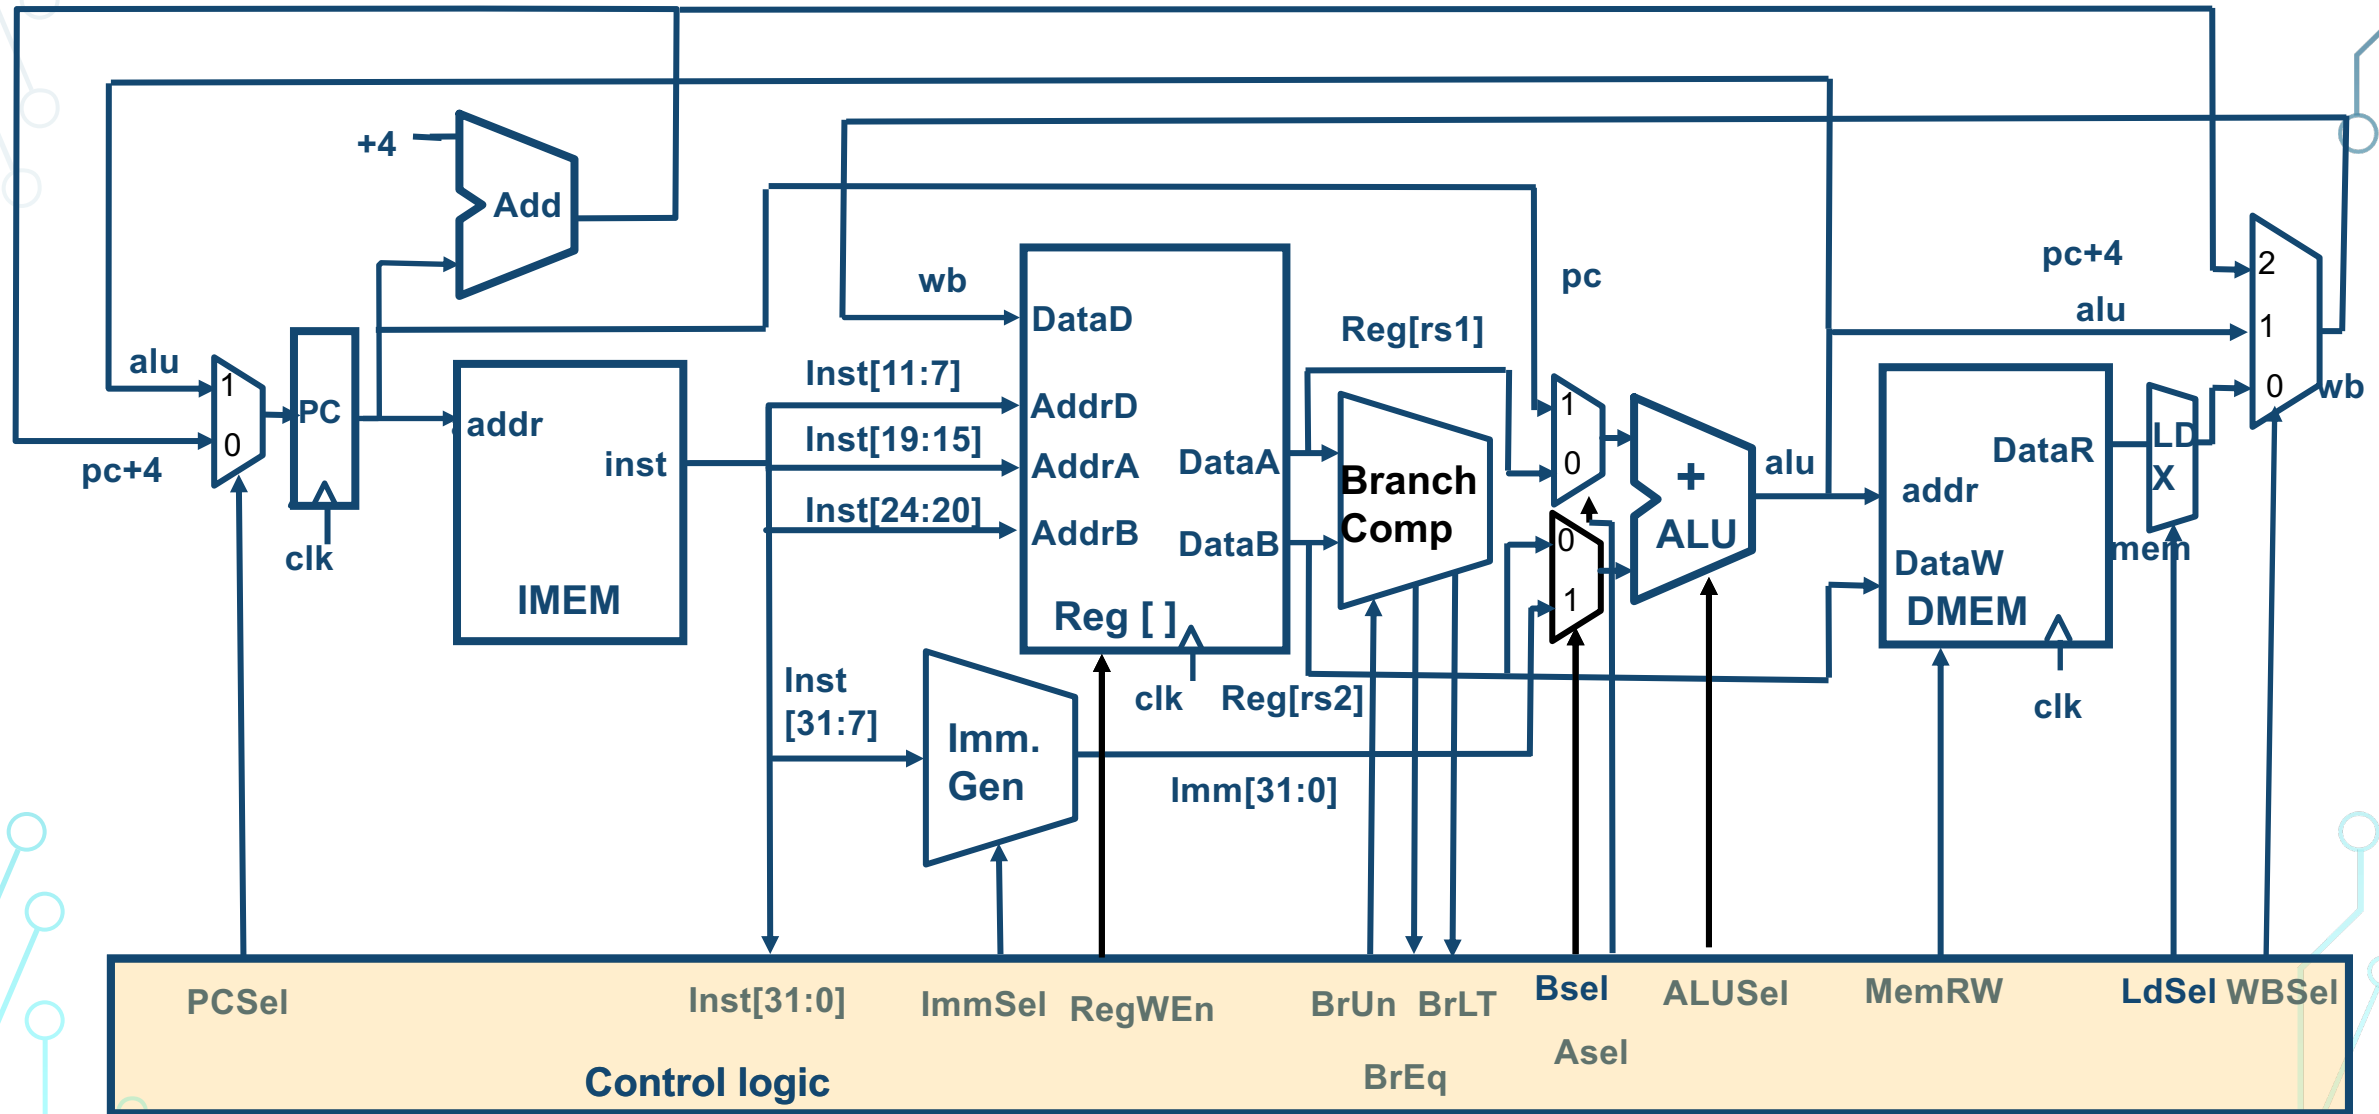 +4
Add
wb
DataD
pc
pc+4
2
Reg[rs1]
alu
1
alu
1
PC
0
pc+4
clk
addr
inst
IMEM
Inst[11:7]
AddrD
Inst[19:15]
AddrA
Inst[24:20]
AddrB
DataA
DataB
Reg [ ]
clk
Branch
Comp
1
0
0
1
+
ALU
alu
addr
DataR
DataW
DMEM
clk
LD
X
mem
0
wb
Inst
[31:7]
Imm.
Gen
Reg[rs2]
Imm[31:0]
PCSel
Inst[31:0]
ImmSel
RegWEn
BrUn
BrLT
Bsel
ALUSel
MemRW
LdSel
WBSel
Asel
BrEq
Control logic